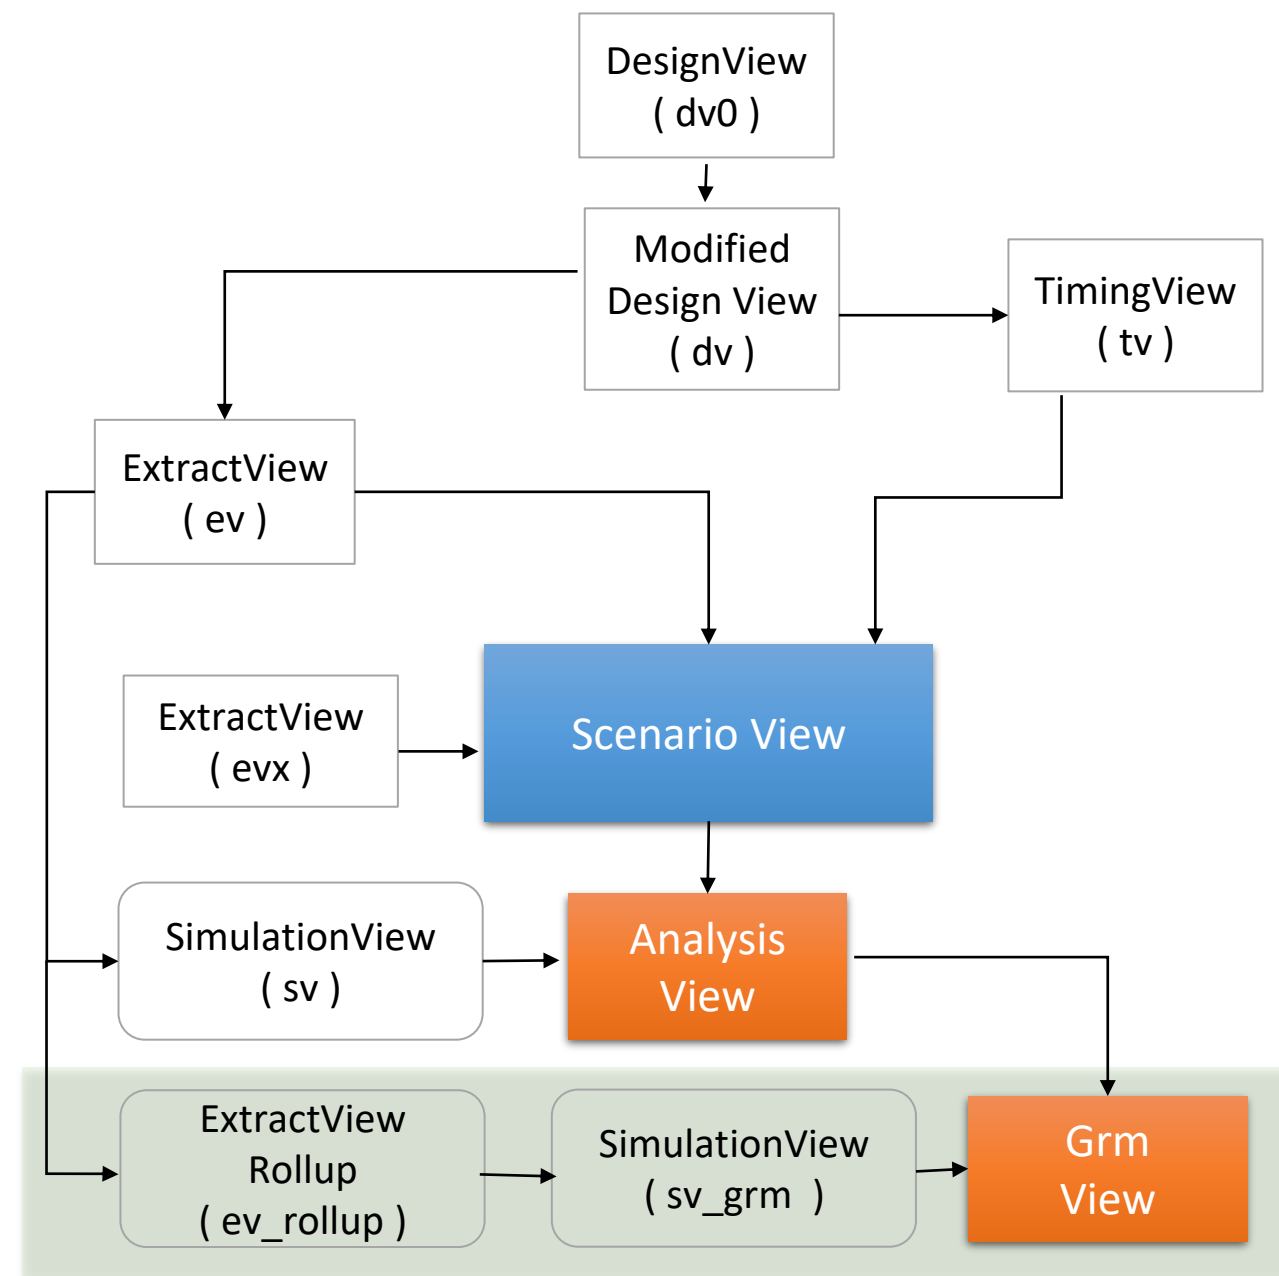 DesignView
( dv0 )
Modified
Design View
( dv )
TimingView
( tv )
ExtractView
( ev )
ExtractView
( evx )
Scenario View
SimulationView
( sv )
Analysis
View
ExtractView
Rollup
( ev_rollup )
SimulationView
( sv_grm )
Grm
View